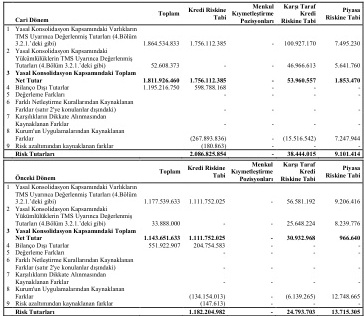 Cari Dönem Toplam Kredi Riskine Tabi Menkul Kıymetleştirme Pozisyonları Karşı Taraf Kredi Riskine Tabi Piyasa Riskine Tabi
1 Yasal Konsolidasyon Kapsamındaki Varlıkların
TMS Uyarınca Değerlenmiş Tutarları (4.Bölüm
3.2.1.'deki gibi) 1.864.534.833 1.756.112.385 - 100.927.170 7.495.230
2 Yasal Konsolidasyon Kapsamındaki
Yükümlülüklerin TMS Uyarınca Değerlenmiş
Tutarları (4.Bölüm 3.2.1.'deki gibi) 52.608.373 - - 46.966.613 5.641.760
3 Yasal Konsolidasyon Kapsamındaki Toplam
Net Tutar 1.811.926.460 1.756.112.385 - 53.960.557 1.853.470
4 Bilanço Dışı Tutarlar 1.195.216.750 598.788.168 - - -
5 Değerleme Farkları - - - - -
6 Farklı Netleştirme Kurallarından Kaynaklanan
Farklar (satır 2'ye konulanlar dışındaki) - - - -
7 Karşılıkların Dikkate Alınmasından
Kaynaklanan Farklar - - - -
8 Kurum'un Uygulamalarından Kaynaklanan
Farklar (267.893.836) - (15.516.542) 7.247.944
9 Risk azaltımından kaynaklanan farklar (180.863) - - -
Risk Tutarları 2.086.825.854 - 38.444.015 9.101.414
Önceki Dönem Toplam Kredi Riskine Tabi Menkul Kıymetleştirme Pozisyonları Karşı Taraf Kredi Riskine Tabi Piyasa Riskine Tabi
1 Yasal Konsolidasyon Kapsamındaki Varlıkların
TMS Uyarınca Değerlenmiş Tutarları (4.Bölüm
3.2.1.'deki gibi) 1.177.539.633 1.111.752.025 - 56.581.192 9.206.416
2 Yasal Konsolidasyon Kapsamındaki
Yükümlülüklerin TMS Uyarınca Değerlenmiş
Tutarları (4.Bölüm 3.2.1.'deki gibi) 33.888.000 - - 25.648.224 8.239.776
3 Yasal Konsolidasyon Kapsamındaki Toplam
Net Tutar 1.143.651.633 1.111.752.025 - 30.932.968 966.640
4 Bilanço Dışı Tutarlar 551.922.907 204.754.583 - - -
5 Değerleme Farkları - - - -
6 Farklı Netleştirme Kurallarından Kaynaklanan
Farklar (satır 2'ye konulanlar dışındaki) - - - -
7 Karşılıkların Dikkate Alınmasından
Kaynaklanan Farklar - - - -
8 Kurum'un Uygulamalarından Kaynaklanan
Farklar (134.154.013) - (6.139.265) 12.748.665
9 Risk azaltımından kaynaklanan farklar (147.613) - - -
Risk Tutarları 1.182.204.982 - 24.793.703 13.715.305